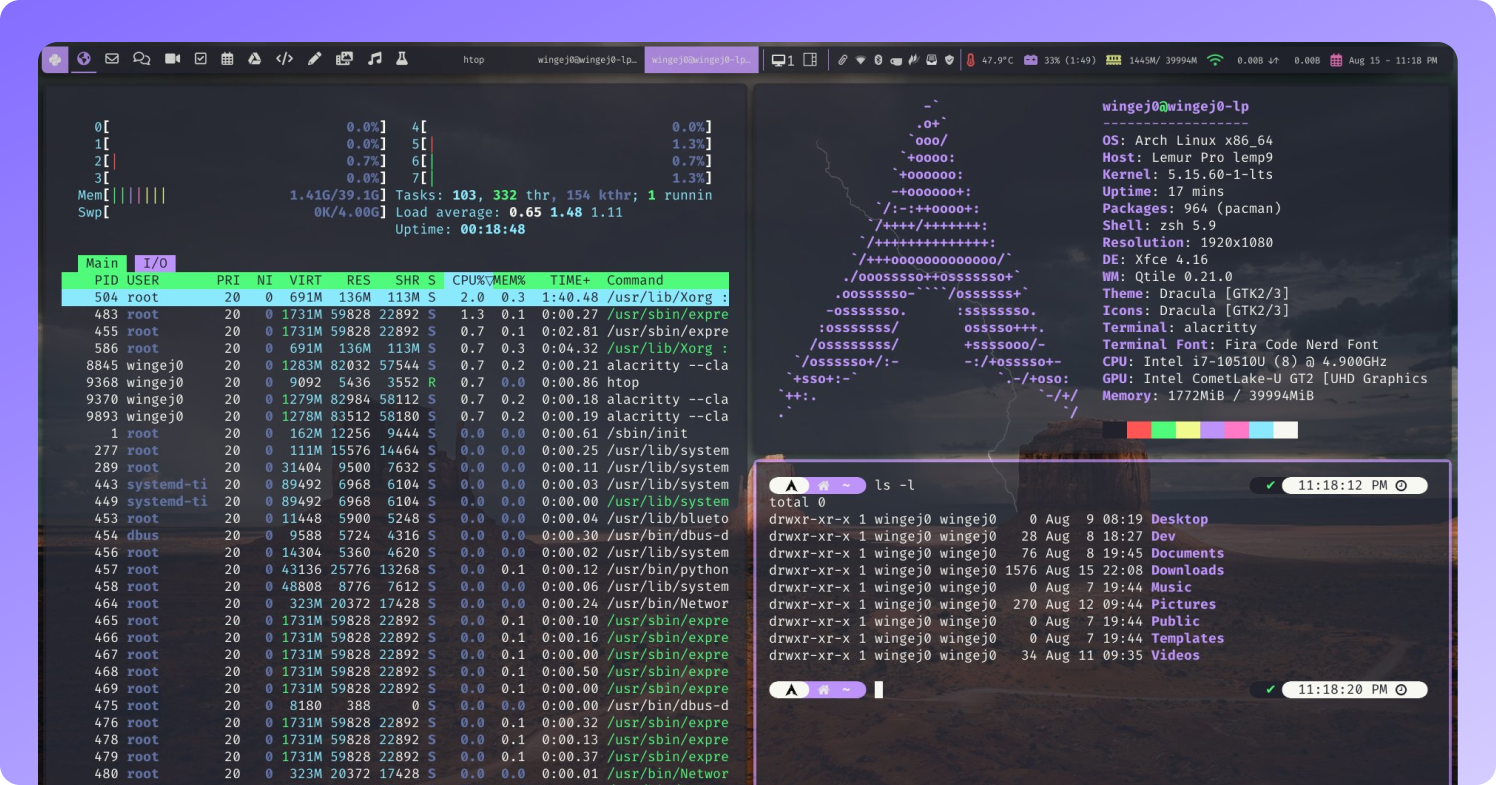 htop wingej0@wingej0-lp… wingej0@wingej0-lp… 1 47.9°C 33% (1:49) 1445M/ 39994M 0.00B ↓↑ 0.00B Aug 15 - 11:18 PM
0[ 0.0%] 4[ 0.0%]
1[ 0.0%] 5[| 1.3%]
2[| 0.7%] 6[| 0.7%]
3[ 0.0%] 7[| 1.3%]
Mem[||||||| 1.41G/39.1G] Tasks: 103, 332 thr, 154 kthr; 1 runnin
Swp[ 0K/4.00G] Load average: 0.65 1.48 1.11
Uptime: 00:18:48
Main I/O
PID USER PRI NI VIRT RES SHR S CPU%▽MEM% TIME+ Command
504 root 20 0 691M 136M 113M S 2.0 0.3 1:40.48 /usr/lib/Xorg :
483 root 20 0 1731M 59828 22892 S 1.3 0.1 0:00.27 /usr/sbin/expre
455 root 20 0 1731M 59828 22892 S 0.7 0.1 0:02.81 /usr/sbin/expre
586 root 20 0 691M 136M 113M S 0.7 0.3 0:04.32 /usr/lib/Xorg :
8845 wingej0 20 0 1283M 82032 57544 S 0.7 0.2 0:00.21 alacritty --cla
9368 wingej0 20 0 9092 5436 3552 R 0.7 0.0 0:00.86 htop
9370 wingej0 20 0 1279M 82984 58112 S 0.7 0.2 0:00.18 alacritty --cla
9893 wingej0 20 0 1278M 83512 58180 S 0.7 0.2 0:00.19 alacritty --cla
1 root 20 0 162M 12256 9444 S 0.0 0.0 0:00.61 /sbin/init
277 root 20 0 111M 15576 14464 S 0.0 0.0 0:00.25 /usr/lib/system
289 root 20 0 31404 9500 7632 S 0.0 0.0 0:00.11 /usr/lib/system
443 systemd-ti 20 0 89492 6968 6104 S 0.0 0.0 0:00.03 /usr/lib/system
449 systemd-ti 20 0 89492 6968 6104 S 0.0 0.0 0:00.00 /usr/lib/system
453 root 20 0 11448 5900 5248 S 0.0 0.0 0:00.04 /usr/lib/blueto
454 dbus 20 0 9588 5724 4316 S 0.0 0.0 0:00.30 /usr/bin/dbus-d
456 root 20 0 14304 5360 4620 S 0.0 0.0 0:00.02 /usr/lib/system
457 root 20 0 43136 25776 13268 S 0.0 0.1 0:00.12 /usr/bin/python
458 root 20 0 48808 8776 7612 S 0.0 0.0 0:00.06 /usr/lib/system
464 root 20 0 323M 20372 17428 S 0.0 0.0 0:00.24 /usr/bin/Networ
465 root 20 0 1731M 59828 22892 S 0.0 0.1 0:00.10 /usr/sbin/expre
466 root 20 0 1731M 59828 22892 S 0.0 0.1 0:00.16 /usr/sbin/expre
467 root 20 0 1731M 59828 22892 S 0.0 0.1 0:00.00 /usr/sbin/expre
468 root 20 0 1731M 59828 22892 S 0.0 0.1 0:00.50 /usr/sbin/expre
469 root 20 0 1731M 59828 22892 S 0.0 0.1 0:00.00 /usr/sbin/expre
475 root 20 0 8180 388 0 S 0.0 0.0 0:00.00 /usr/bin/dbus-d
476 root 20 0 1731M 59828 22892 S 0.0 0.1 0:00.32 /usr/sbin/expre
478 root 20 0 1731M 59828 22892 S 0.0 0.1 0:00.13 /usr/sbin/expre
479 root 20 0 1731M 59828 22892 S 0.0 0.1 0:00.37 /usr/sbin/expre
480 root 20 0 323M 20372 17428 S 0.0 0.0 0:00.01 /usr/bin/Networ
-`
.o+`
`ooo/
`+oooo:
`+oooooo:
-+oooooo+:
`/:-:++oooo+:
`/++++/+++++++:
`/++++++++++++++:
`/+++ooooooooooooo/`
./ooosssso++osssssso+`
.oossssso-````/ossssss+`
-osssssso.      :ssssssso.
:osssssss/        osssso+++.
/ossssssss/        +ssssooo/-
`/ossssso+/:-        -:/+osssso+-
`+sso+:-`                 `.-/+oso:
`++:.                           `-/+/
.`                                 `/
wingej0@wingej0-lp
------------------
OS: Arch Linux x86_64
Host: Lemur Pro lemp9
Kernel: 5.15.60-1-lts
Uptime: 17 mins
Packages: 964 (pacman)
Shell: zsh 5.9
Resolution: 1920x1080
DE: Xfce 4.16
WM: Qtile 0.21.0
Theme: Dracula [GTK2/3]
Icons: Dracula [GTK2/3]
Terminal: alacritty
Terminal Font: Fira Code Nerd Font
CPU: Intel i7-10510U (8) @ 4.900GHz
GPU: Intel CometLake-U GT2 [UHD Graphics
Memory: 1772MiB / 39994MiB
~ ls -l ✔ 11:18:12 PM
total 0
drwxr-xr-x 1 wingej0 wingej0 0 Aug 9 08:19 Desktop
drwxr-xr-x 1 wingej0 wingej0 28 Aug 8 18:27 Dev
drwxr-xr-x 1 wingej0 wingej0 76 Aug 8 19:45 Documents
drwxr-xr-x 1 wingej0 wingej0 1576 Aug 15 22:08 Downloads
drwxr-xr-x 1 wingej0 wingej0 0 Aug 7 19:44 Music
drwxr-xr-x 1 wingej0 wingej0 270 Aug 12 09:44 Pictures
drwxr-xr-x 1 wingej0 wingej0 0 Aug 7 19:44 Public
drwxr-xr-x 1 wingej0 wingej0 0 Aug 7 19:44 Templates
drwxr-xr-x 1 wingej0 wingej0 34 Aug 11 09:35 Videos
~ ✔ 11:18:20 PM